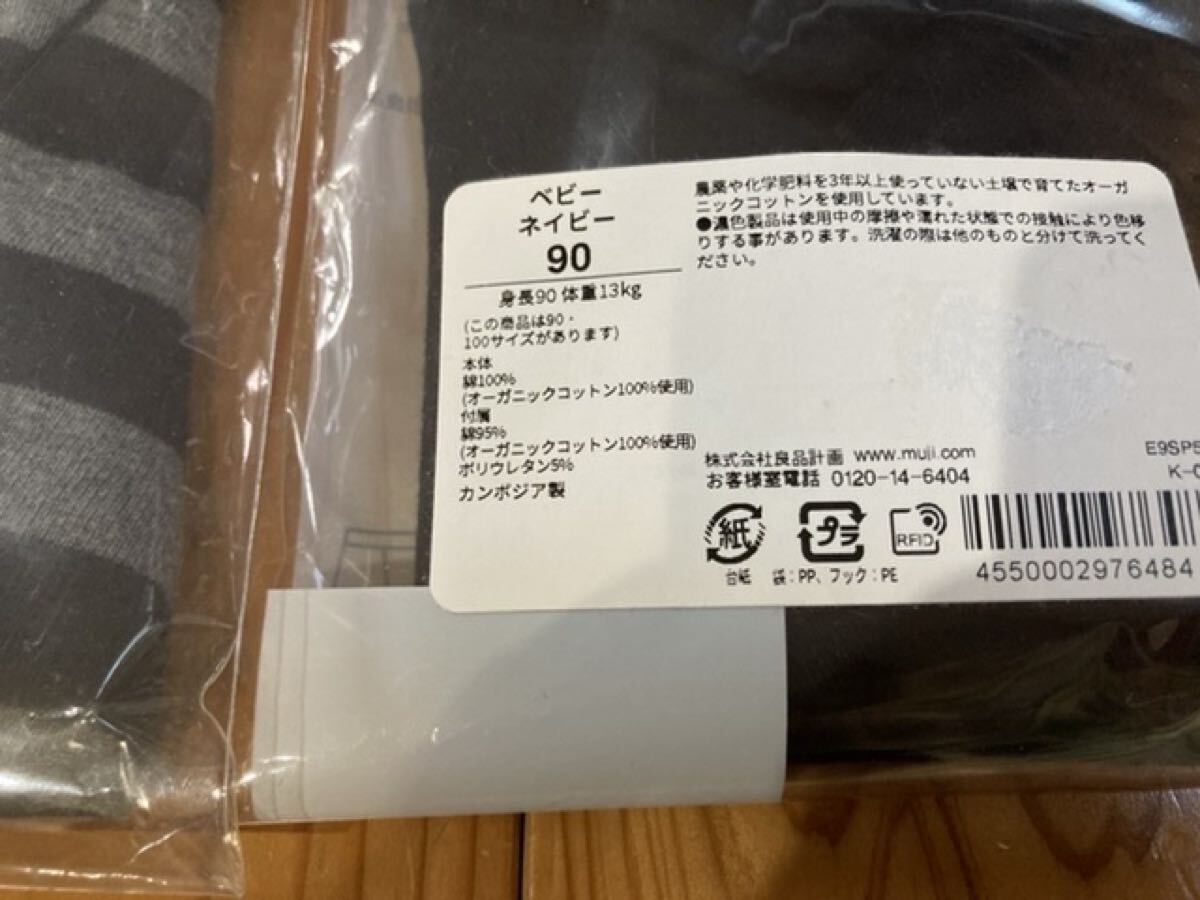 ベビー
ネイビー
90
身長90 体重13kg
(この商品は90・
100サイズがあります)
本体
綿100%
(オーガニックコットン100%使用)
付属
綿95%
(オーガニックコットン100%使用)
ポリウレタン5%
カンボジア製
農薬や化学肥料を3年以上使っていない土壌で育てたオーガ
ニックコットンを使用しています。
●濃色製品は使用中の摩擦や濡れた状態での接触により色移
りする事があります。洗濯の際は他のものと分けて洗ってく
ださい。
株式会社良品計画 www.muji.com
お客様室電話 0120-14-6404
E9SP
K-
紙
プラ
RFID
台紙 袋:PP、フック:PE
4550002976484